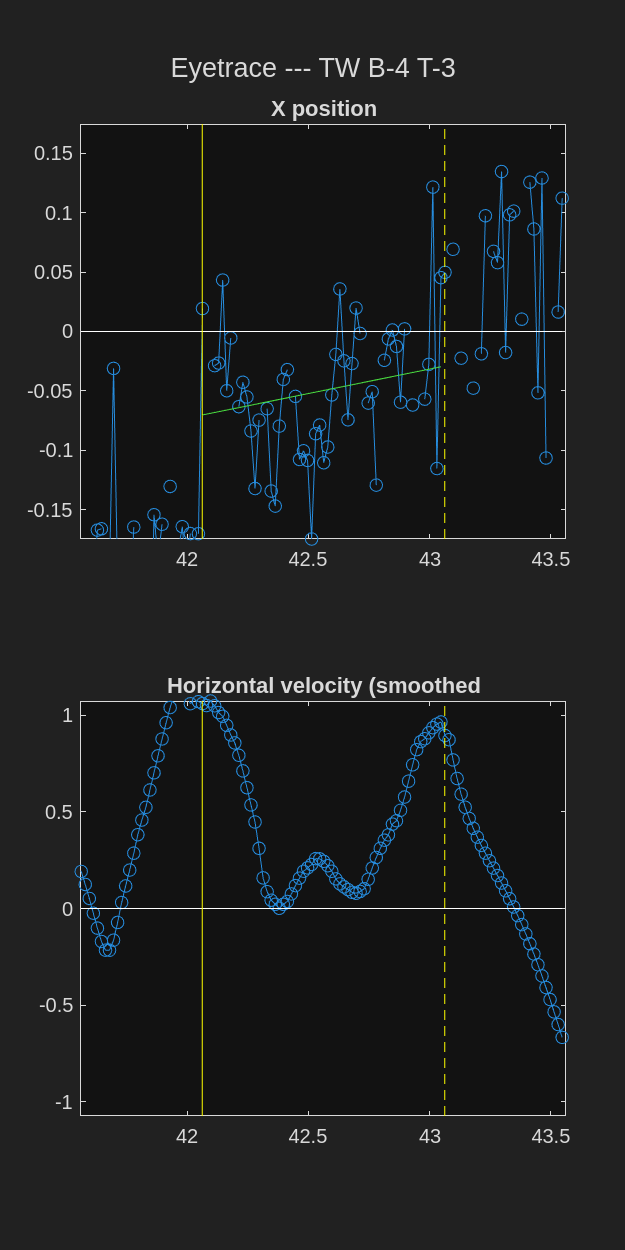 Eyetrace --- TW B-4 T-3
X position
0.15
0.1
0.05
0
-0.05
-0.1
-0.15
42 42.5 43 43.5
Horizontal velocity (smoothed
1
0.5
0
-0.5
-1
42 42.5 43 43.5